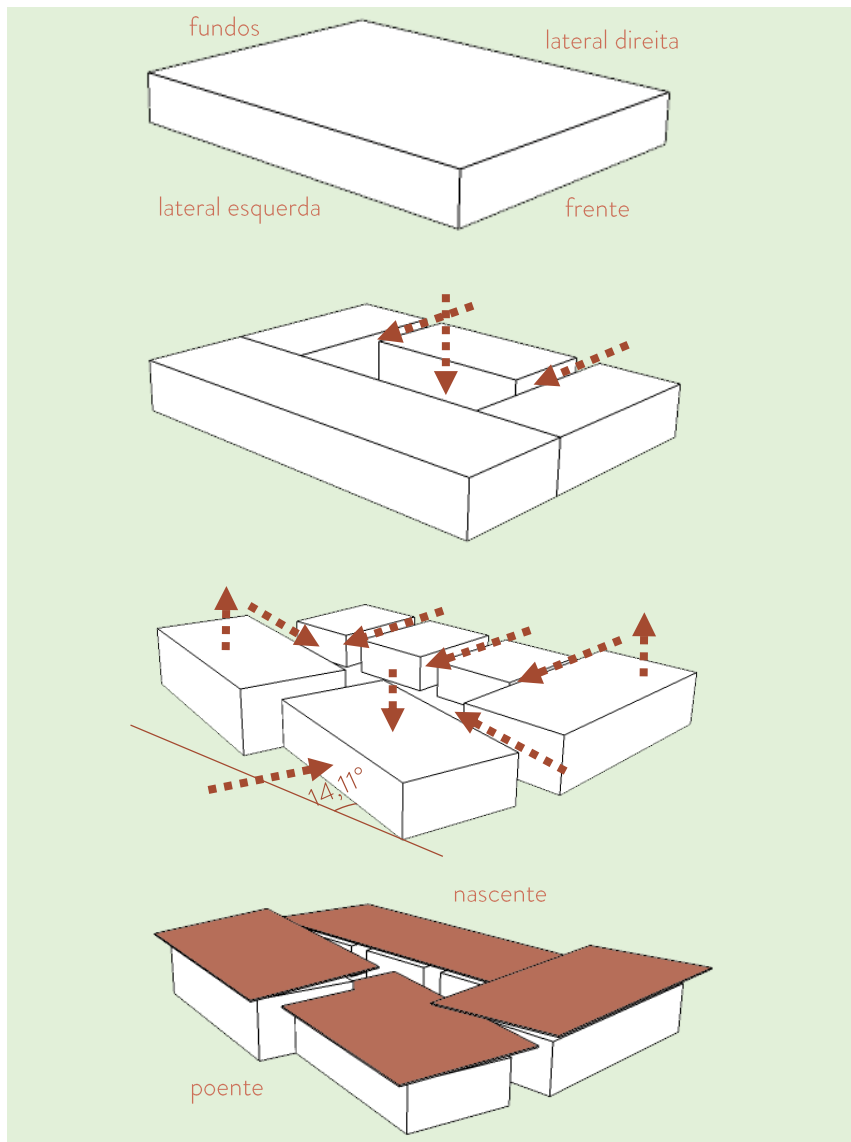 fundos
lateral direita
lateral esquerda
frente
14,11°
nascente
poente